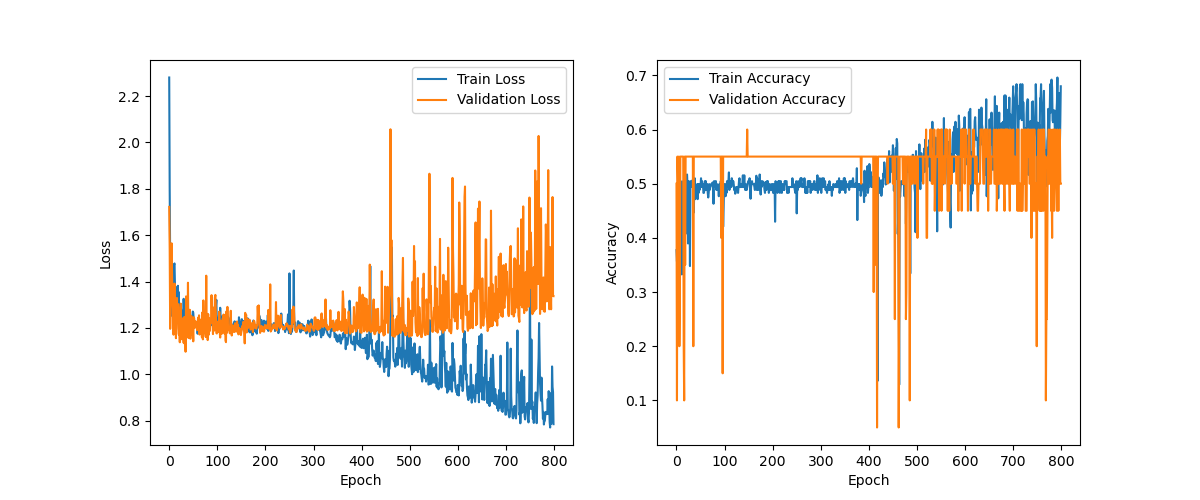 Train Loss
Validation Loss
2.2
2.0
1.8
1.6
1.4
1.2
1.0
0.8
Loss
0 100 200 300 400 500 600 700 800
Epoch
Train Accuracy
Validation Accuracy
0.7
0.6
0.5
0.4
0.3
0.2
0.1
Accuracy
0 100 200 300 400 500 600 700 800
Epoch